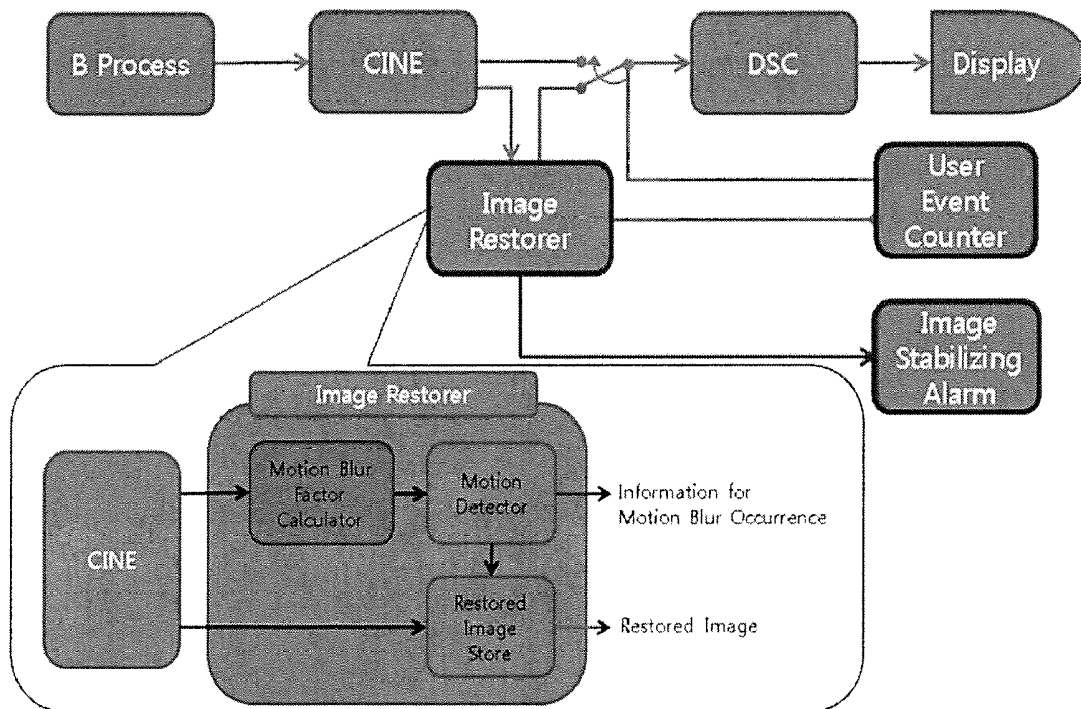 B Process
CINE
DSC
Display
Image
Restorer
User
Event
Counter
Image
Stabilizing
Alarm
Image Restorer
CINE
Motion Blur
Factor
Calculator
Motion
Detector
Information for
Motion Blur Occurrence
Restored
Image
Store
Restored Image